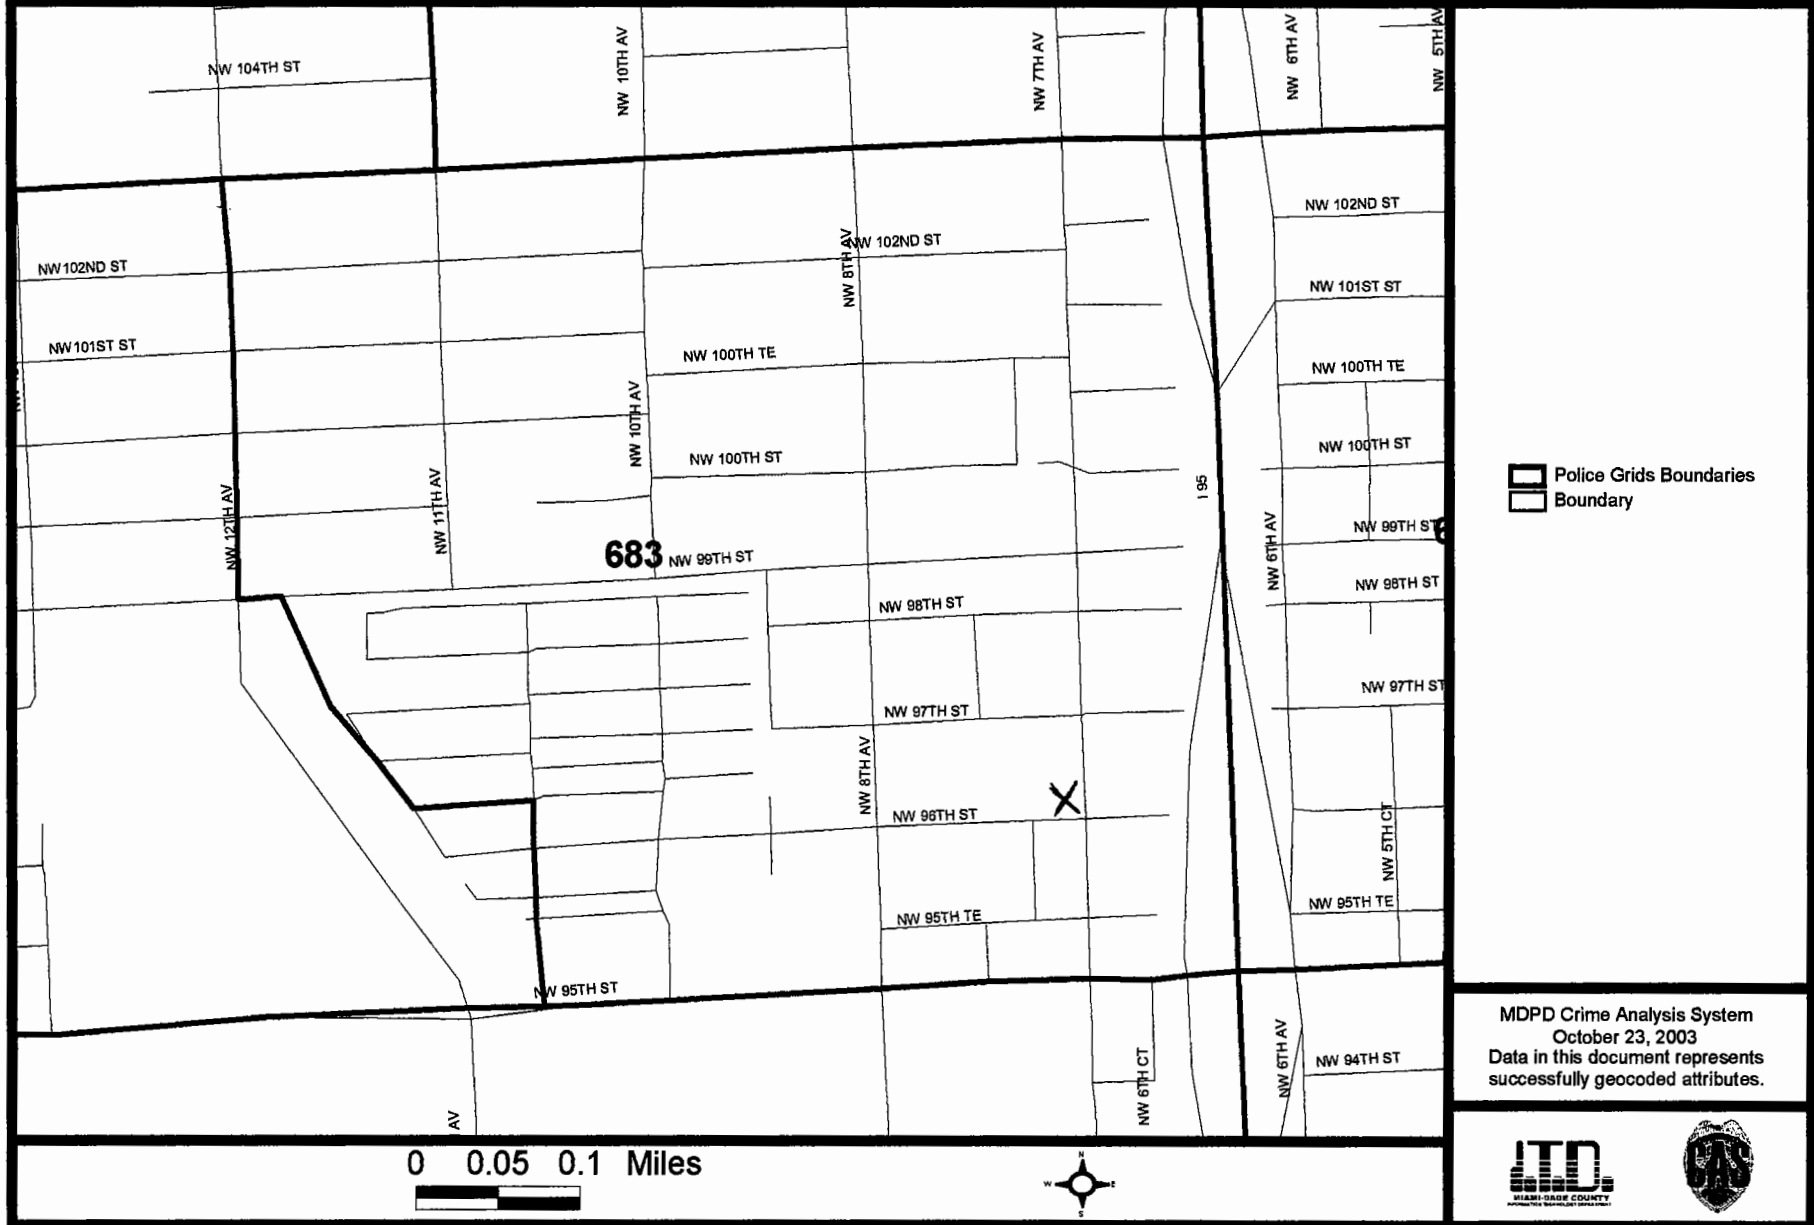 NW 104TH ST
NW 10TH AV
NW 7TH AV
NW 6TH AV
NW 5TH AV
NW 102ND ST
NW 102ND ST
NW 102ND ST
NW 8TH AV
NW 101ST ST
NW 101ST ST
NW 100TH TE
NW 100TH TE
NW 10TH AV
NW 100TH ST
NW 100TH ST
NW 12TH AV
NW 11TH AV
I 95
NW 6TH AV
NW 99TH ST
683
NW 99TH ST
NW 98TH ST
NW 98TH ST
NW 97TH ST
NW 97TH ST
NW 8TH AV
X
NW 96TH ST
NW 5TH CT
NW 95TH TE
NW 95TH TE
NW 95TH ST
NW 6TH CT
NW 6TH AV
NW 94TH ST
AV
Police Grids Boundaries
Boundary
MDPD Crime Analysis System
October 23, 2003
Data in this document represents
successfully geocoded attributes.
0 0.05 0.1 Miles
N
W E
S
I.T.D.
MIAMI-DADE COUNTY
INFORMATION TECHNOLOGY DEPARTMENT
CAS